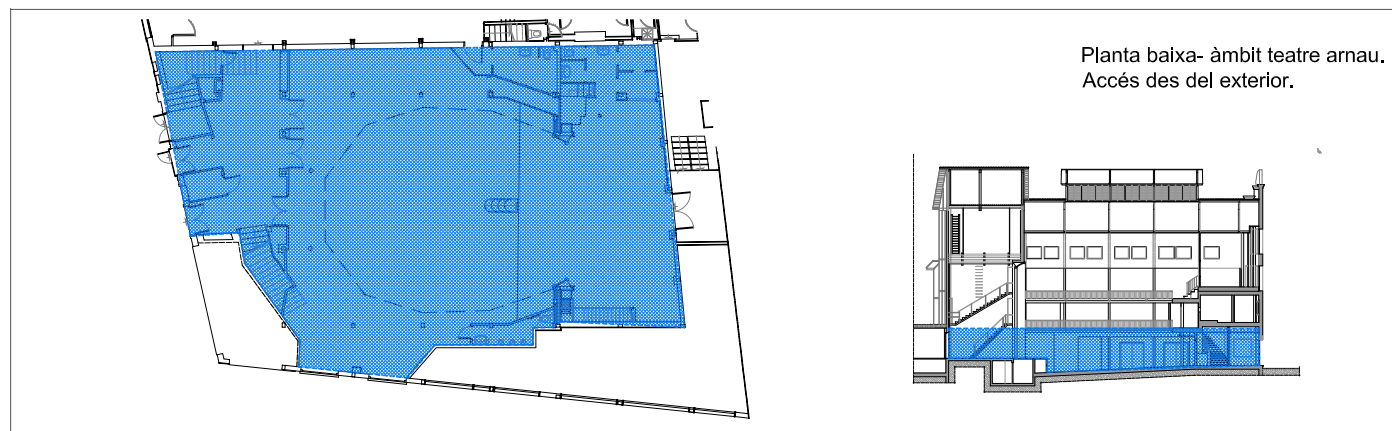 Planta baixa- àmbit teatre arnau.
Accés des del exterior.